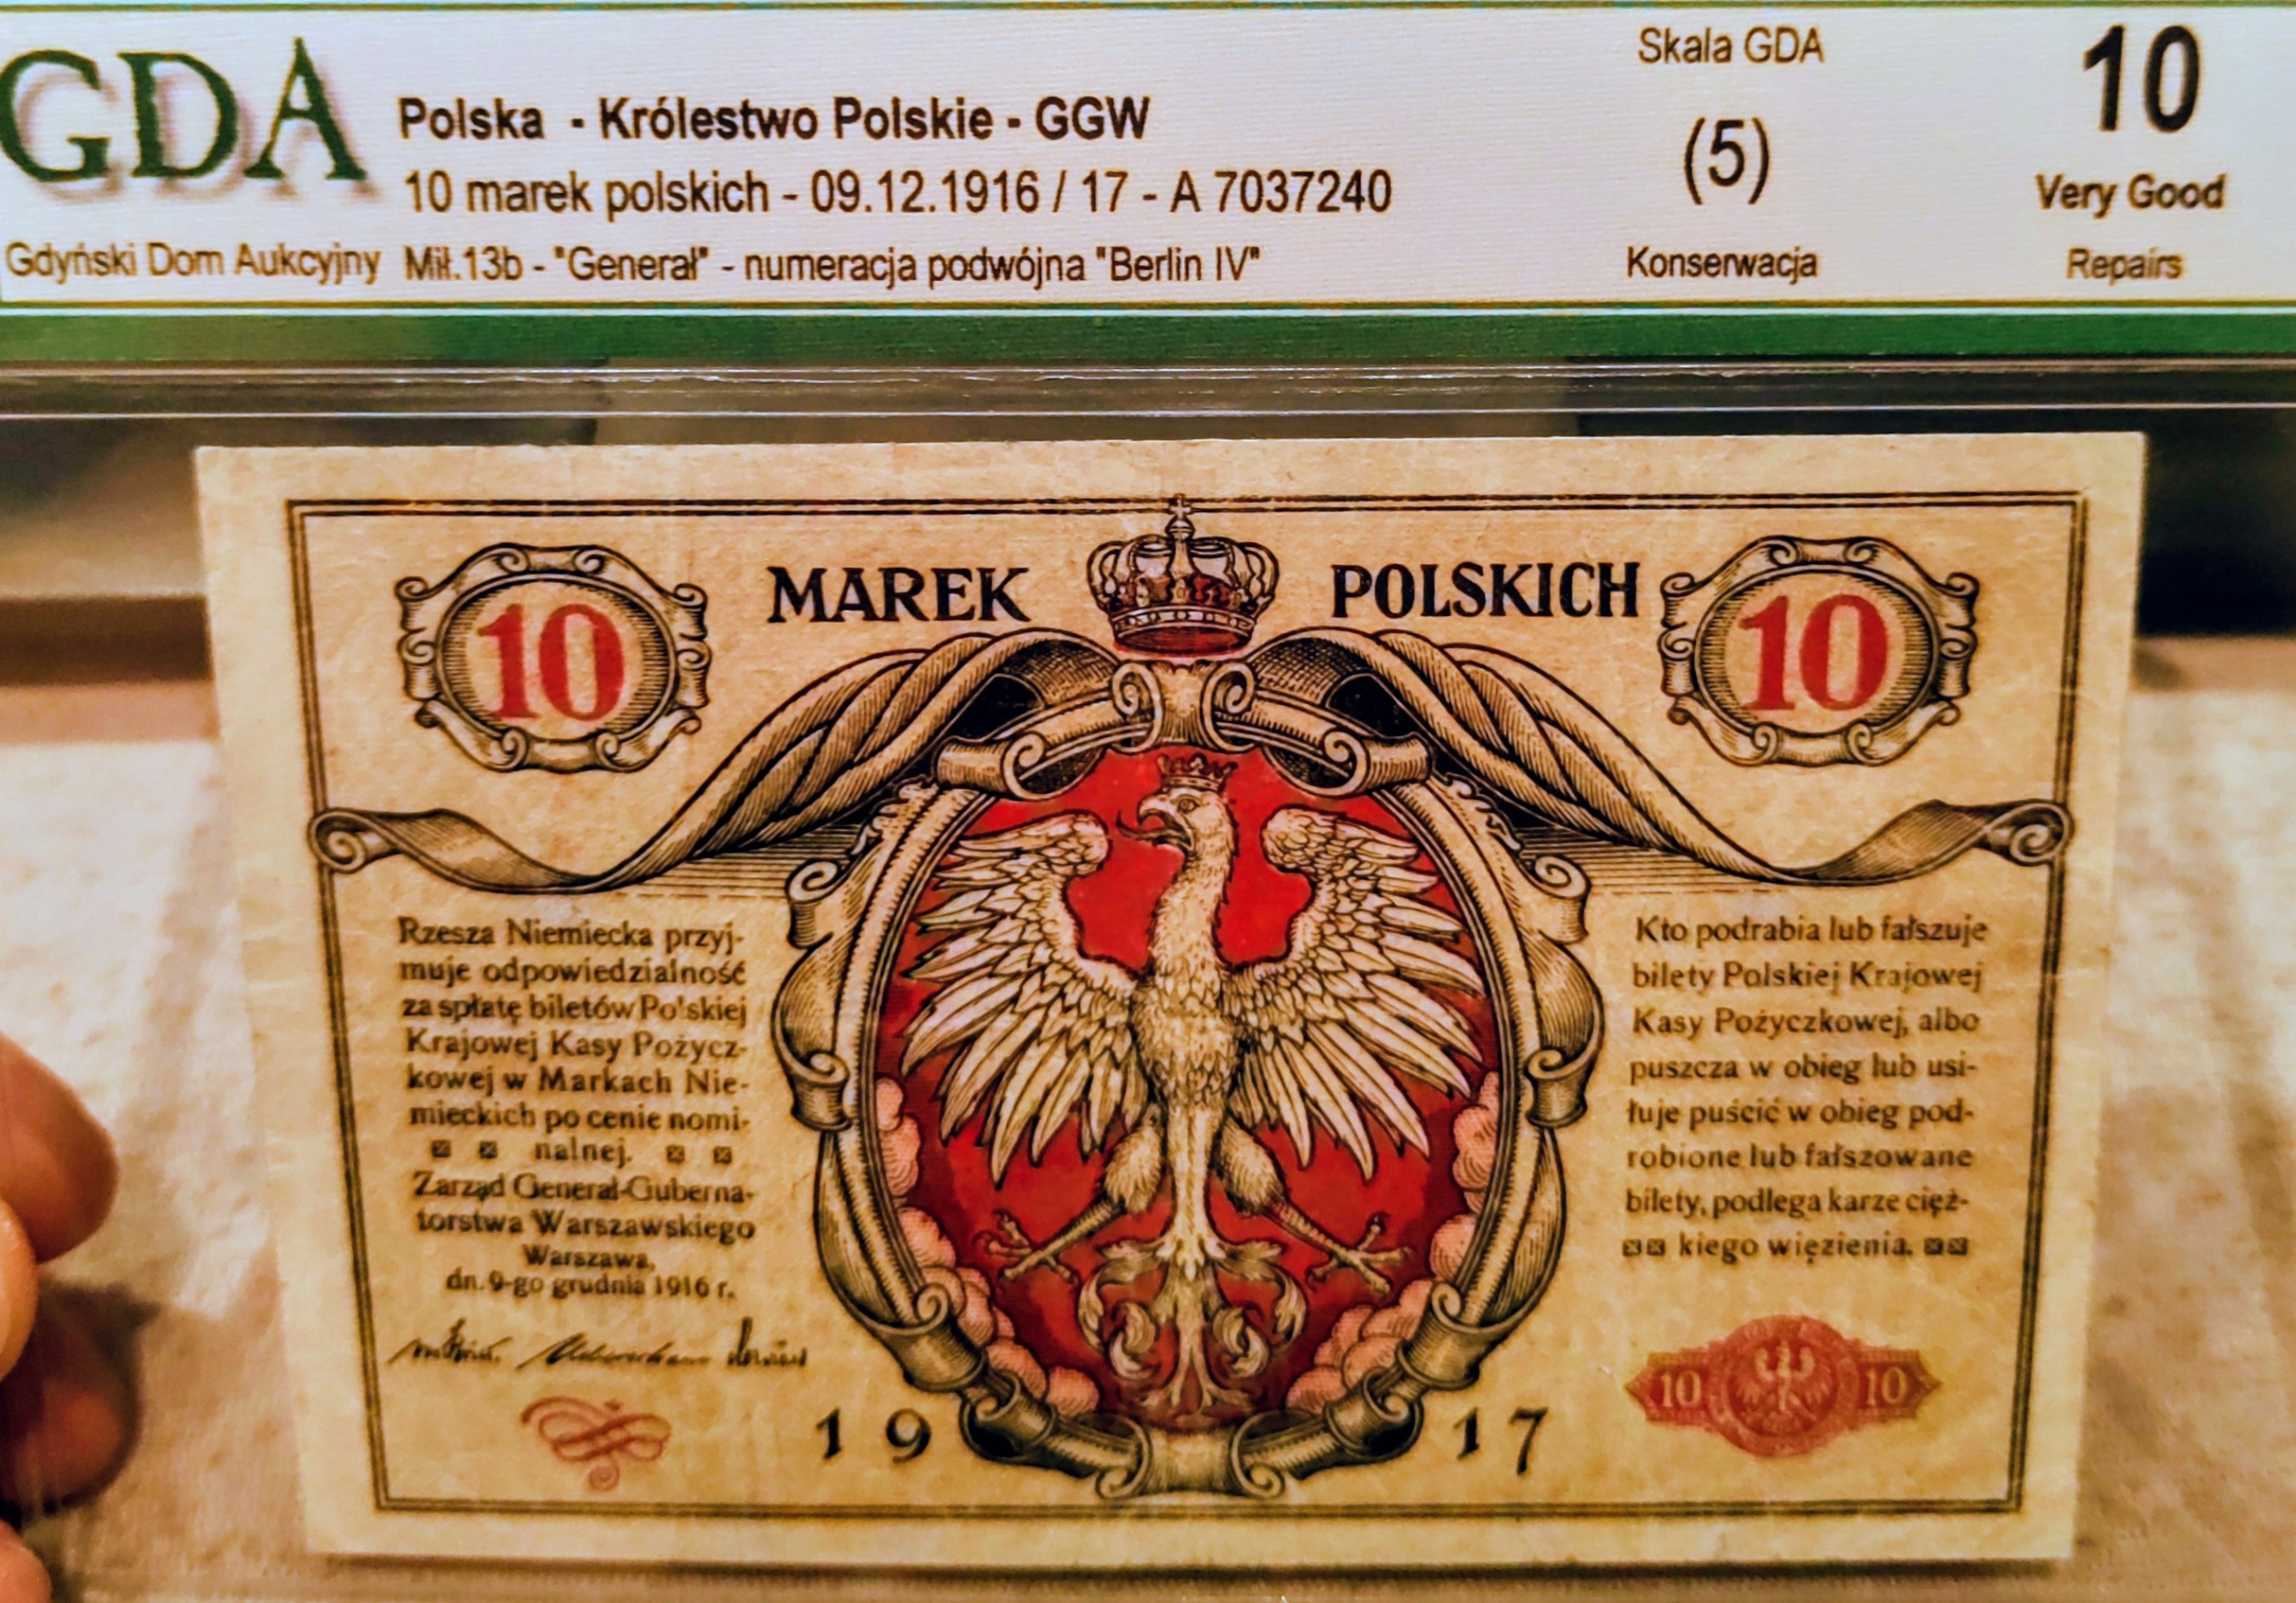 GDA
Gdyński Dom Aukcyjny
Polska - Królestwo Polskie - GGW
10 marek polskich - 09.12.1916 / 17 - A 7037240
Mił.13b - "Generał" - numeracja podwójna "Berlin IV"
Skala GDA
(5)
Konserwacja
10
Very Good
Repairs
10 MAREK POLSKICH 10
Rzesza Niemiecka przyj-
muje odpowiedzialność
za spłatę biletów Polskiej
Krajowej Kasy Pożycz-
kowej w Markach Nie-
mieckich po cenie nomi-
nalnej.
Zarząd Generał-Guberna-
torstwa Warszawskiego
Warszawa,
dn. 9-go grudnia 1916 r.
Kto podrabia lub fałszuje
bilety Polskiej Krajowej
Kasy Pożyczkowej, albo
puszcza w obieg lub usi-
łuje puścić w obieg pod-
robione lub fałszowane
bilety, podlega karze cięż-
kiego więzienia.
19 17
10 10